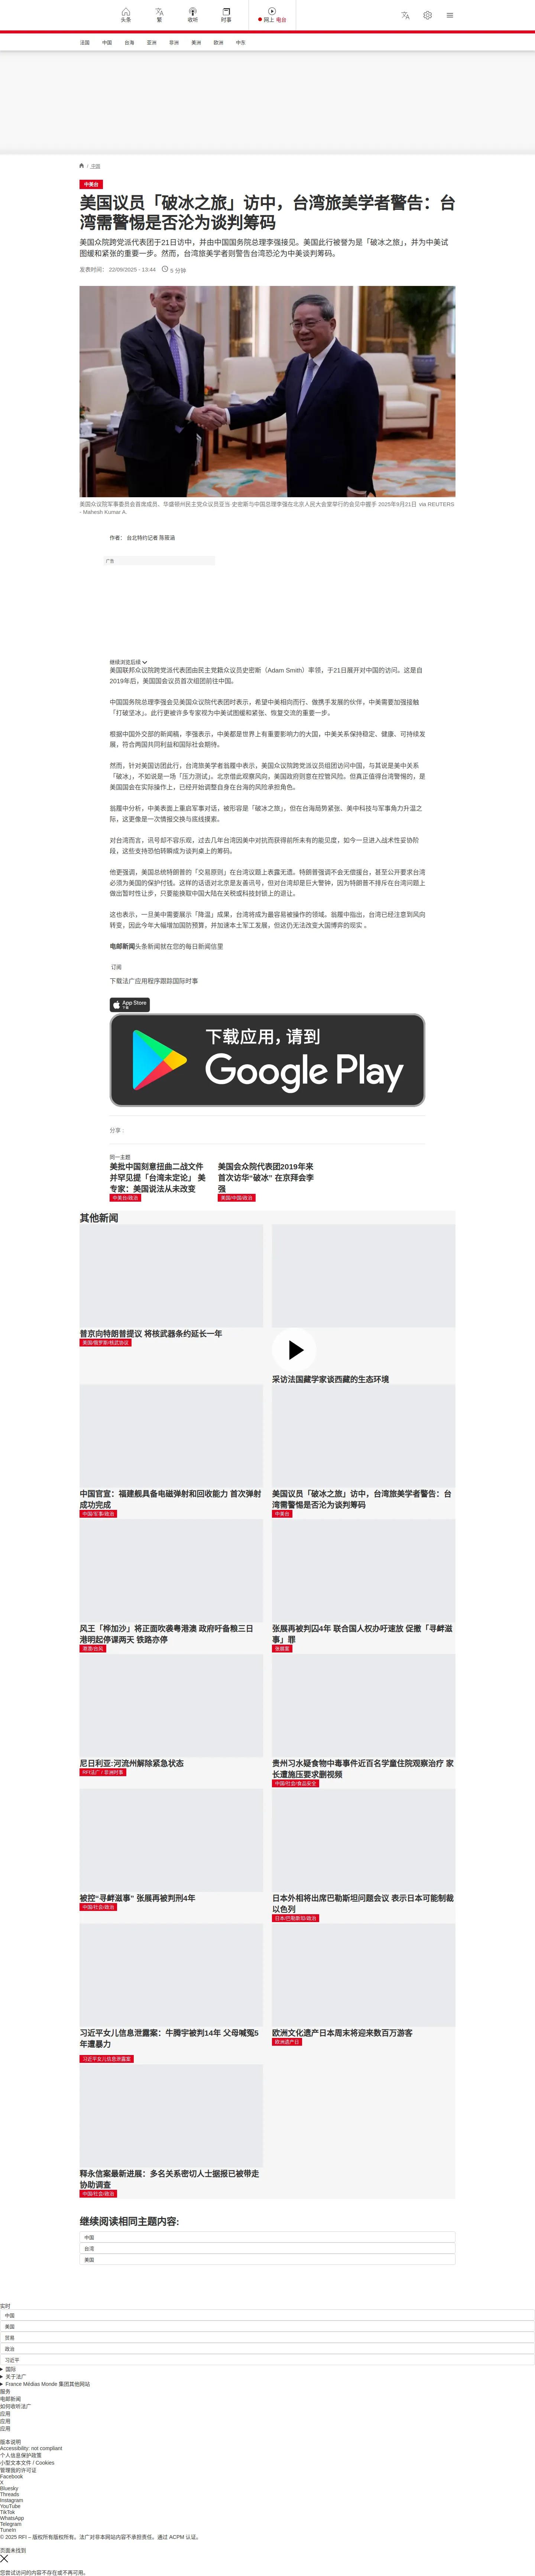 头条
繁
收听
时事
网上 电台
法国
中国
台海
亚洲
非洲
美洲
欧洲
中东
/ 中国
中美台
美国议员「破冰之旅」访中，台湾旅美学者警告：台
湾需警惕是否沦为谈判筹码
美国众院跨党派代表团于21日访中，并由中国国务院总理李强接见。美国此行被誉为是「破冰之旅」，并为中美试
图缓和紧张的重要一步。然而，台湾旅美学者则警告台湾恐沦为中美谈判筹码。
发表时间： 22/09/2025 - 13:44
5 分钟
美国众议院军事委员会首席成员、华盛顿州民主党众议员亚当·史密斯与中国总理李强在北京人民大会堂举行的会见中握手 2025年9月21日 via REUTERS
- Mahesh Kumar A.
作者： 台北特约记者 陈筱涵
广告
继续浏览后续
美国联邦众议院跨党派代表团由民主党籍众议员史密斯（Adam Smith）率领，于21日展开对中国的访问。这是自
2019年后，美国国会议员首次组团前往中国。
中国国务院总理李强会见美国众议院代表团时表示，希望中美相向而行、做携手发展的伙伴，中美需要加强接触
「打破坚冰」。此行更被许多专家视为中美试图缓和紧张、恢复交流的重要一步。
根据中国外交部的新闻稿，李强表示，中美都是世界上有重要影响力的大国，中美关系保持稳定、健康、可持续发
展，符合两国共同利益和国际社会期待。
然而，针对美国访团此行，台湾旅美学者翁履中表示，美国众议院跨党派议员组团访问中国，与其说是美中关系
「破冰」，不如说是一场「压力测试」。北京借此观察风向，美国政府则意在控管风险。但真正值得台湾警惕的，是
美国国会在实际操作上，已经开始调整自身在台海的风险承担角色。
翁履中分析，中美表面上重启军事对话，被形容是「破冰之旅」，但在台海局势紧张、美中科技与军事角力升温之
际，这更像是一次情报交换与底线摸索。
对台湾而言，讯号却不容乐观，过去几年台湾因美中对抗而获得前所未有的能见度，如今一旦进入战术性妥协阶
段，这些支持恐怕转瞬成为谈判桌上的筹码。
他更强调，美国总统特朗普的「交易原则」在台湾议题上表露无遗。特朗普强调不会无偿援台，甚至公开要求台湾
必须为美国的保护付钱。这样的话语对北京是友善讯号，但对台湾却是巨大警钟，因为特朗普不排斥在台湾问题上
做出暂时性让步，只要能换取中国大陆在关税或科技封锁上的退让。
这也表示，一旦美中需要展示「降温」成果，台湾将成为最容易被操作的领域。翁履中指出，台湾已经注意到风向
转变，因此今年大幅增加国防预算，并加速本土军工发展，但这仍无法改变大国博弈的现实 。
电邮新闻头条新闻就在您的每日新闻信里
订阅
下载法广应用程序跟踪国际时事
App Store
下载
下载应用，请到
Google Play
分享 :
同一主题
美批中国刻意扭曲二战文件
并罕见提「台湾未定论」 美
专家：美国说法从未改变
中美台/政治
美国会众院代表团2019年来
首次访华“破冰” 在京拜会李
强
美国/中国/政治
其他新闻
普京向特朗普提议 将核武器条约延长一年
美国/俄罗斯/核武协议
采访法国藏学家谈西藏的生态环境
中国官宣：福建舰具备电磁弹射和回收能力 首次弹射
成功完成
中国/军事/政治
美国议员「破冰之旅」访中，台湾旅美学者警告：台
湾需警惕是否沦为谈判筹码
中美台
风王「桦加沙」将正面吹袭粤港澳 政府吁备粮三日
港明起停课两天 铁路亦停
港澳/台风
张展再被判囚4年 联合国人权办吁速放 促撤「寻衅滋
事」罪
张展案
尼日利亚:河流州解除紧急状态
RFI法广 / 非洲时事
贵州习水疑食物中毒事件近百名学童住院观察治疗 家
长遭施压要求删视频
中国/社会/食品安全
被控“寻衅滋事” 张展再被判刑4年
中国/社会/政治
日本外相将出席巴勒斯坦问题会议 表示日本可能制裁
以色列
日本/巴勒斯坦/政治
习近平女儿信息泄露案：牛腾宇被判14年 父母喊冤5
年遭暴力
习近平女儿信息泄露案
欧洲文化遗产日本周末将迎来数百万游客
欧洲遗产日
释永信案最新进展：多名关系密切人士据报已被带走
协助调查
中国/社会/政治
继续阅读相同主题内容:
中国
台湾
美国
实时
中国
美国
贸易
政治
习近平
国际
关于法广
France Médias Monde 集团其他网站
服务
电邮新闻
如何收听法广
应用
应用
应用
版本说明
Accessibility: not compliant
个人信息保护政策
小型文本文件 / Cookies
管理我的许可证
Facebook
X
Bluesky
Threads
Instagram
YouTube
TikTok
WhatsApp
Telegram
TuneIn
© 2025 RFI – 版权所有版权所有。法广对非本网站内容不承担责任。通过 ACPM 认证。
页面未找到
您尝试访问的内容不存在或不再可用。